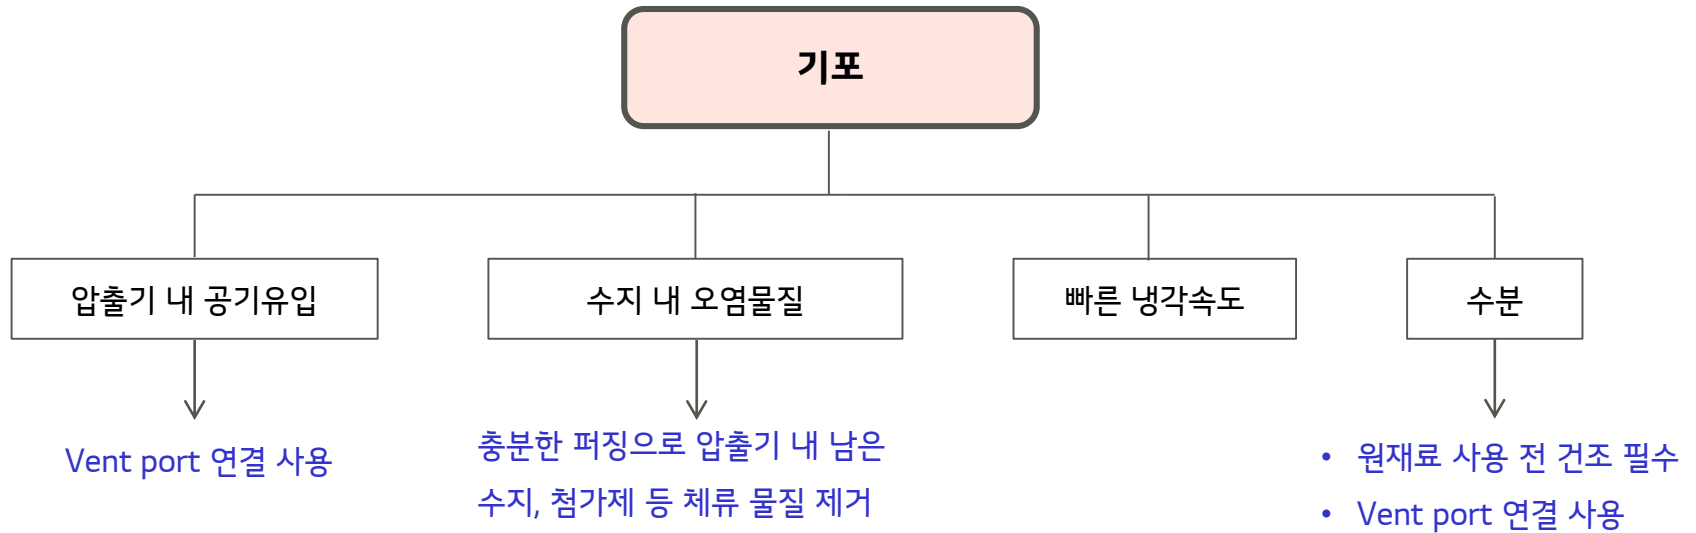 기포
압출기 내 공기유입
수지 내 오염물질
빠른 냉각속도
수분
Vent port 연결 사용
충분한 퍼징으로 압출기 내 남은
수지, 첨가제 등 체류 물질 제거
• 원재료 사용 전 건조 필수
• Vent port 연결 사용